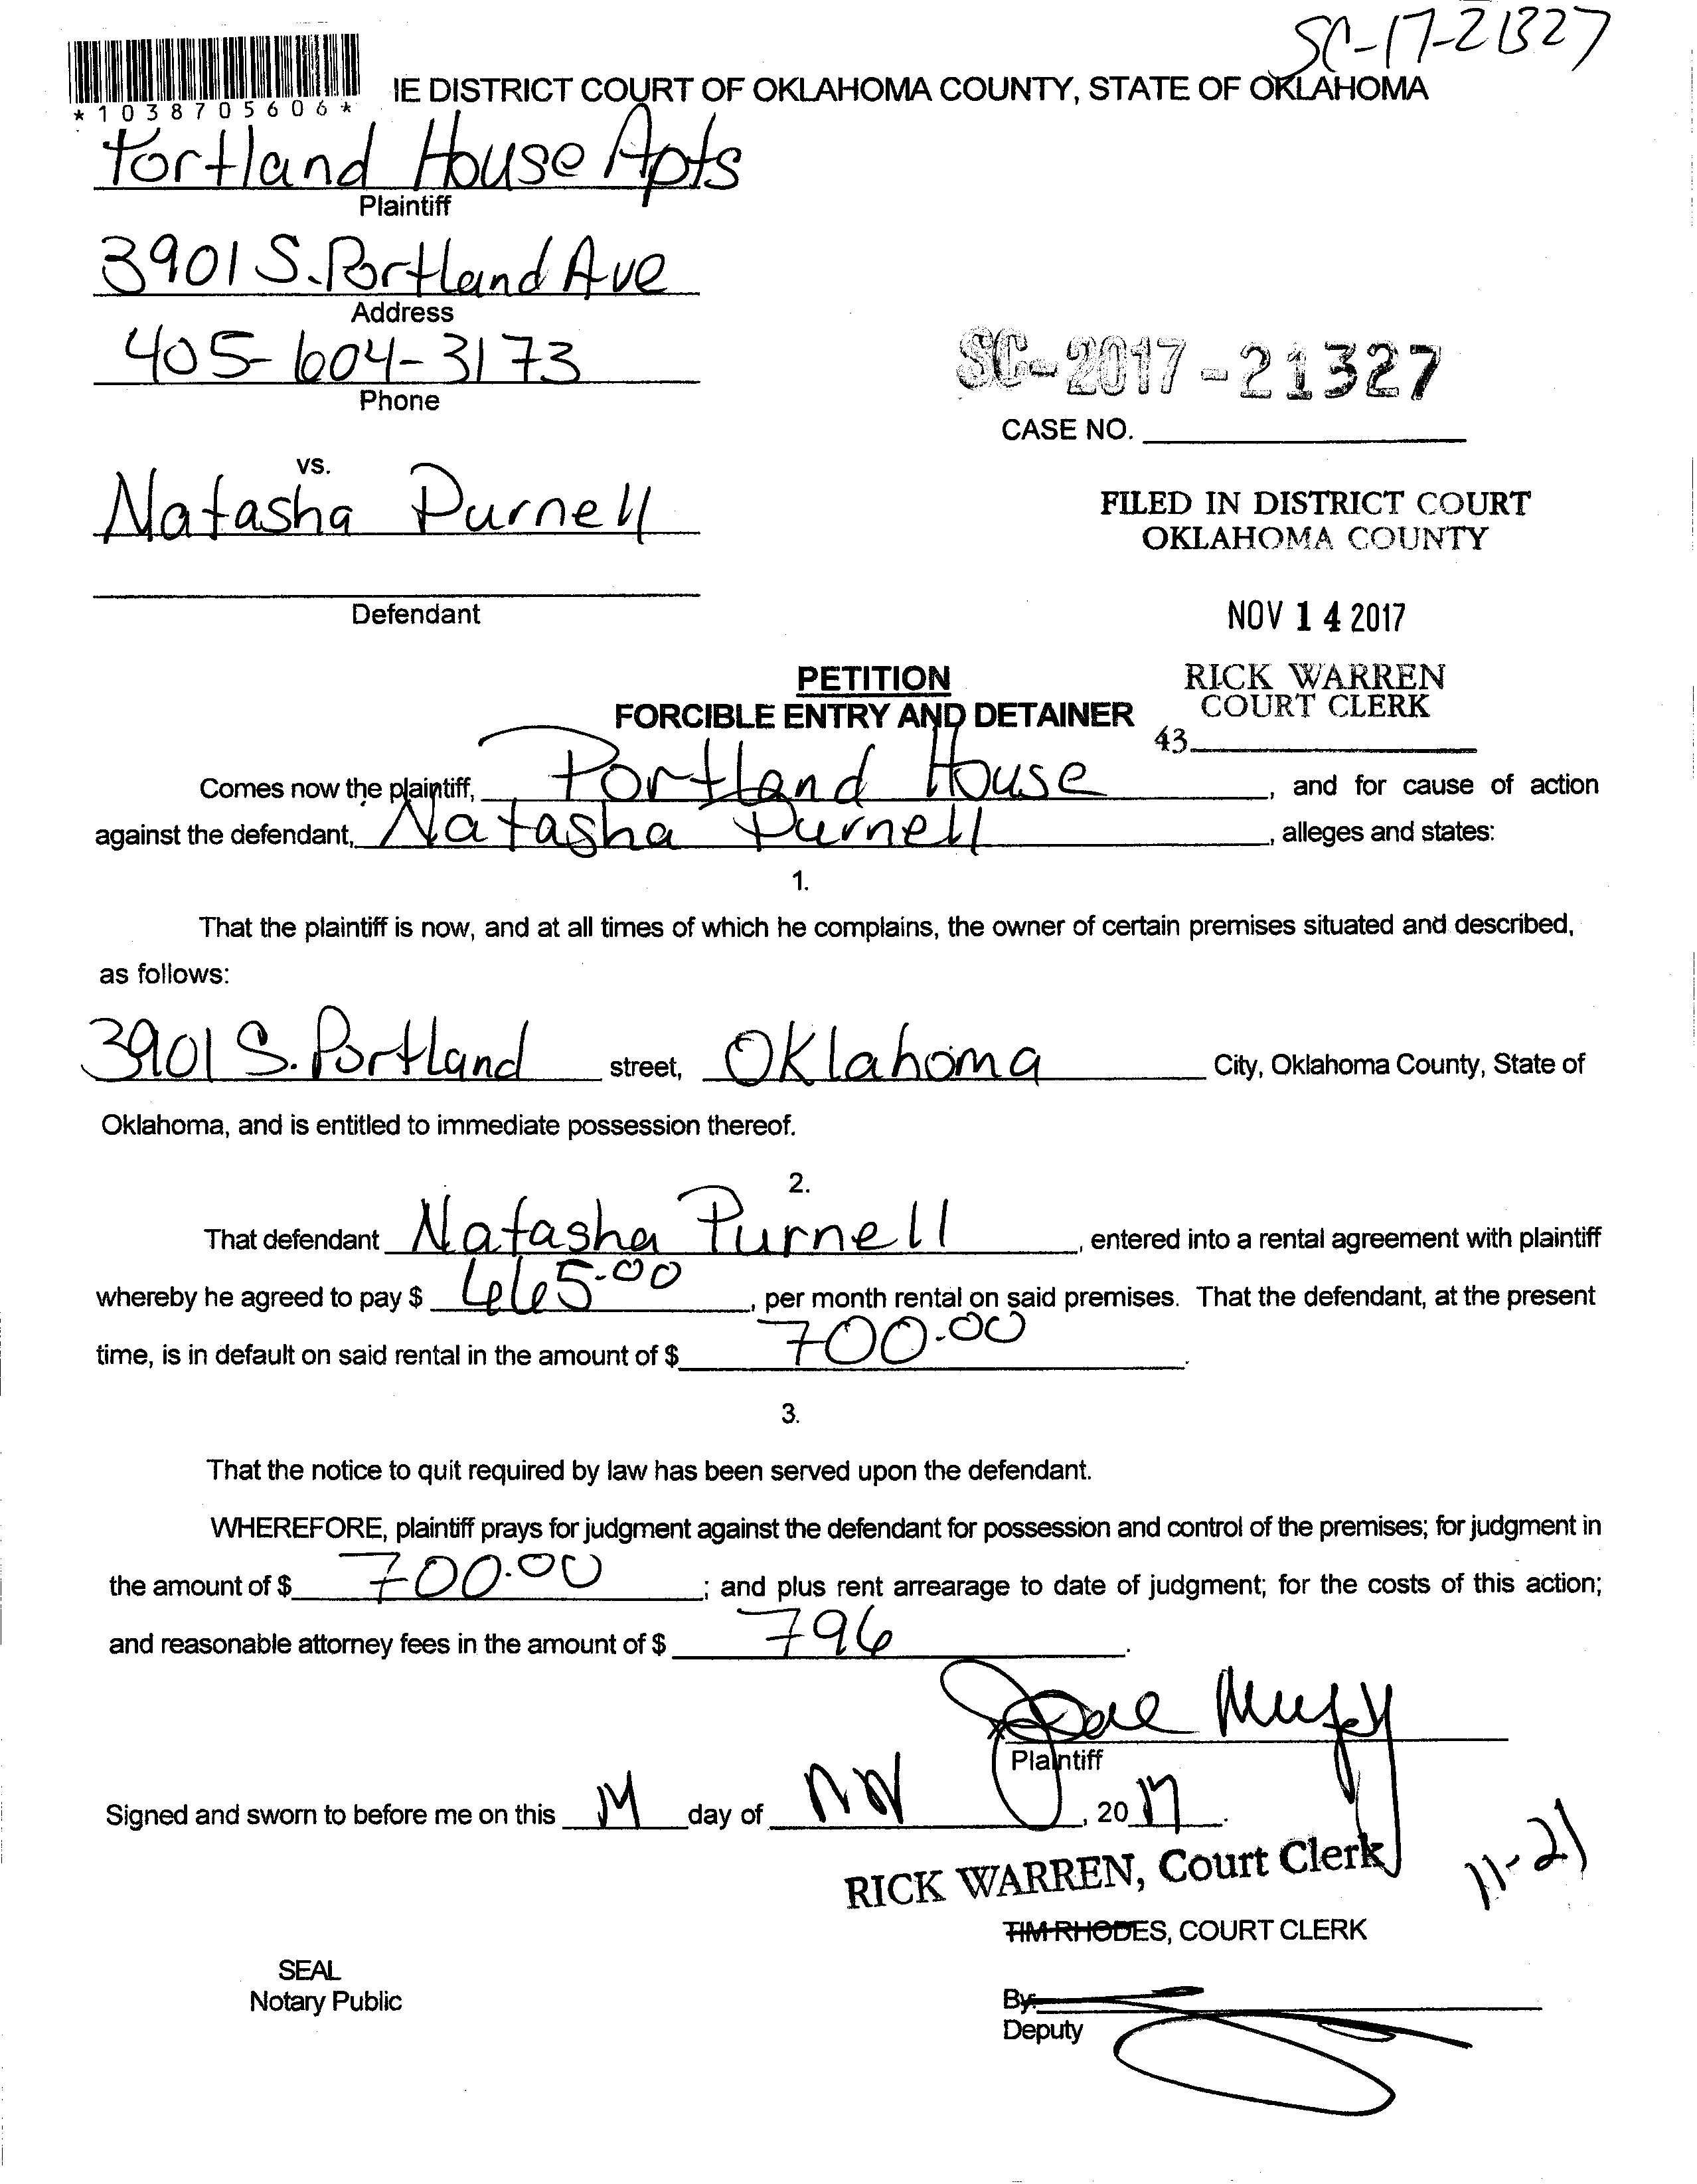 SC-17-21327
IE DISTRICT COURT OF OKLAHOMA COUNTY, STATE OF OKLAHOMA
*1038705606*
Portland House Apts
Plaintiff
3901 S. Portland Ave
Address
405-604-3173
Phone
SC-2017-21327
CASE NO.
vs.
Natasha Purnell
FILED IN DISTRICT COURT
OKLAHOMA COUNTY
Defendant
NOV 14 2017
PETITION
RICK WARREN
FORCIBLE ENTRY AND DETAINER
COURT CLERK
43
Comes now the plaintiff, Portland House, and for cause of action
against the defendant, Natasha Purnell, alleges and states:
1.
That the plaintiff is now, and at all times of which he complains, the owner of certain premises situated and described,
as follows:
3901 S. Portland street, Oklahoma City, Oklahoma County, State of
Oklahoma, and is entitled to immediate possession thereof.
2.
That defendant Natasha Purnell, entered into a rental agreement with plaintiff
whereby he agreed to pay $ 665.00, per month rental on said premises. That the defendant, at the present
time, is in default on said rental in the amount of $ 700.00.
3.
That the notice to quit required by law has been served upon the defendant.
WHEREFORE, plaintiff prays for judgment against the defendant for possession and control of the premises; for judgment in
the amount of $ 700.00; and plus rent arrearage to date of judgment; for the costs of this action;
and reasonable attorney fees in the amount of $ 796.
Plaintiff
Signed and sworn to before me on this 14 day of Nov, 2017.
RICK WARREN, Court Clerk
11-21
TIM RHODES, COURT CLERK
SEAL
Notary Public
By:
Deputy